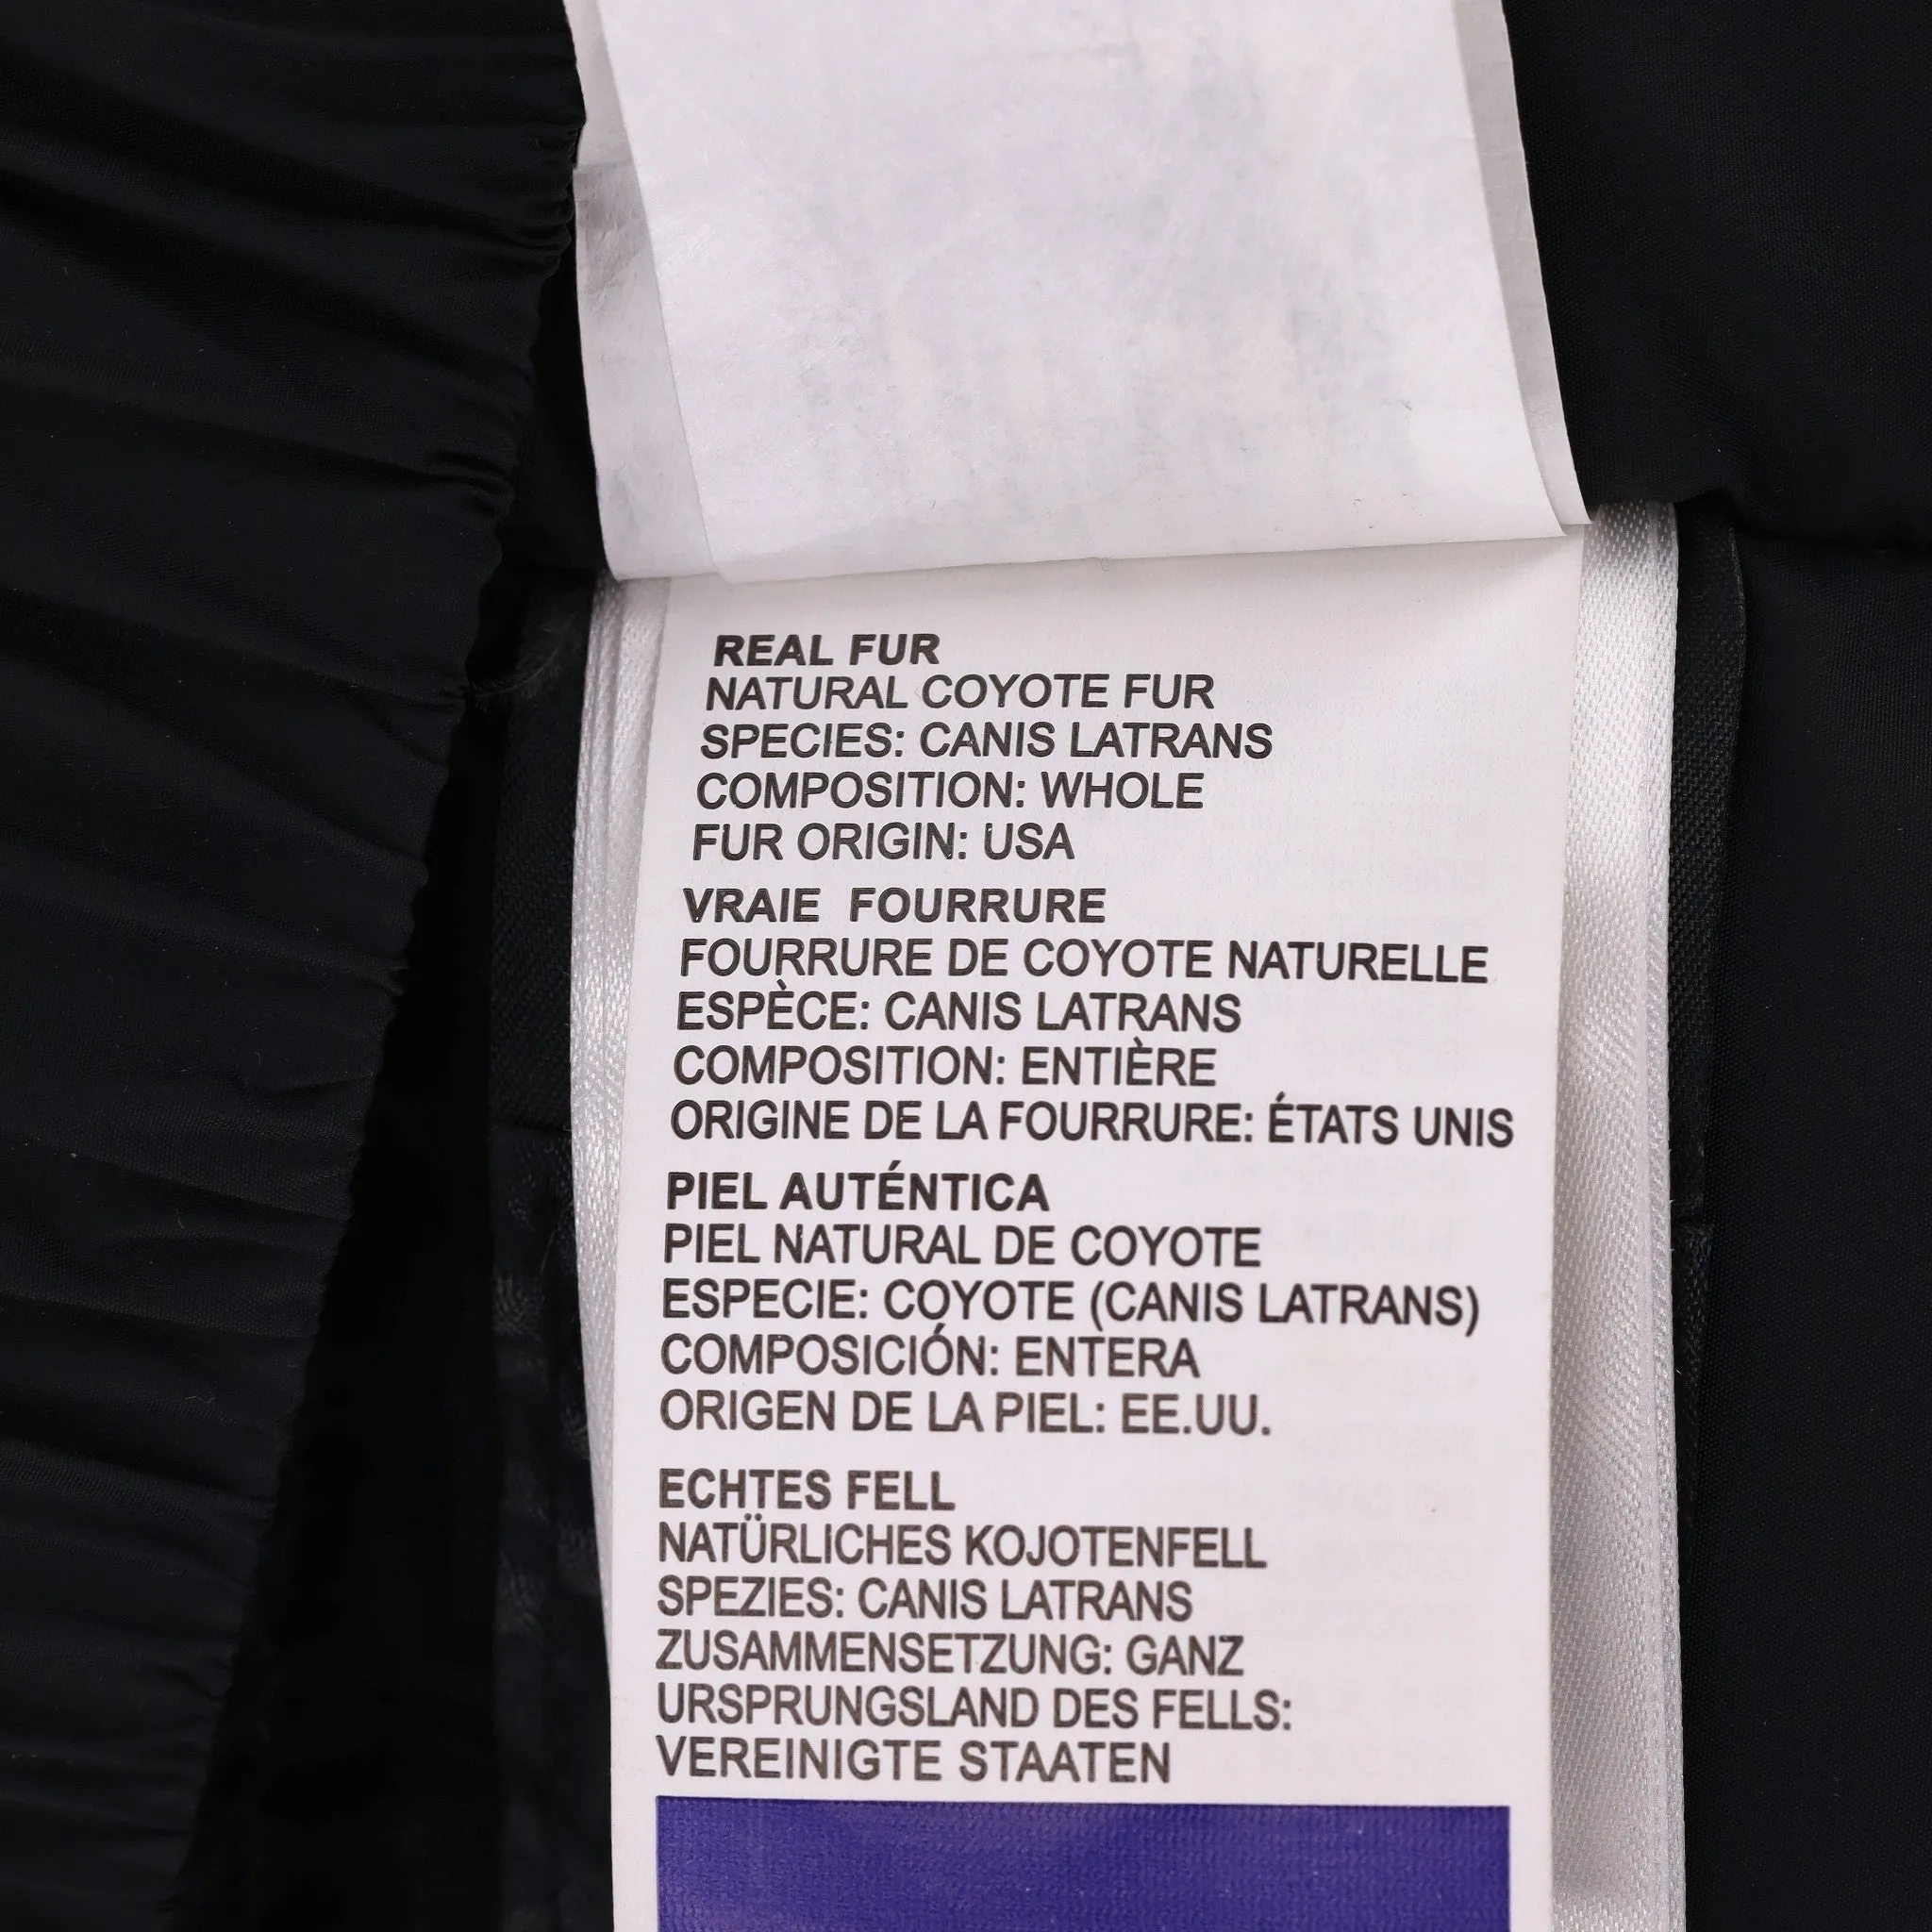 REAL FUR
NATURAL COYOTE FUR
SPECIES: CANIS LATRANS
COMPOSITION: WHOLE
FUR ORIGIN: USA
VRAIE FOURRURE
FOURRURE DE COYOTE NATURELLE
ESPÈCE: CANIS LATRANS
COMPOSITION: ENTIÈRE
ORIGINE DE LA FOURRURE: ÉTATS UNIS
PIEL AUTÉNTICA
PIEL NATURAL DE COYOTE
ESPECIE: COYOTE (CANIS LATRANS)
COMPOSICIÓN: ENTERA
ORIGEN DE LA PIEL: EE.UU.
ECHTES FELL
NATÜRLICHES KOJOTENFELL
SPEZIES: CANIS LATRANS
ZUSAMMENSETZUNG: GANZ
URSPRUNGSLAND DES FELLS:
VEREINIGTE STAATEN